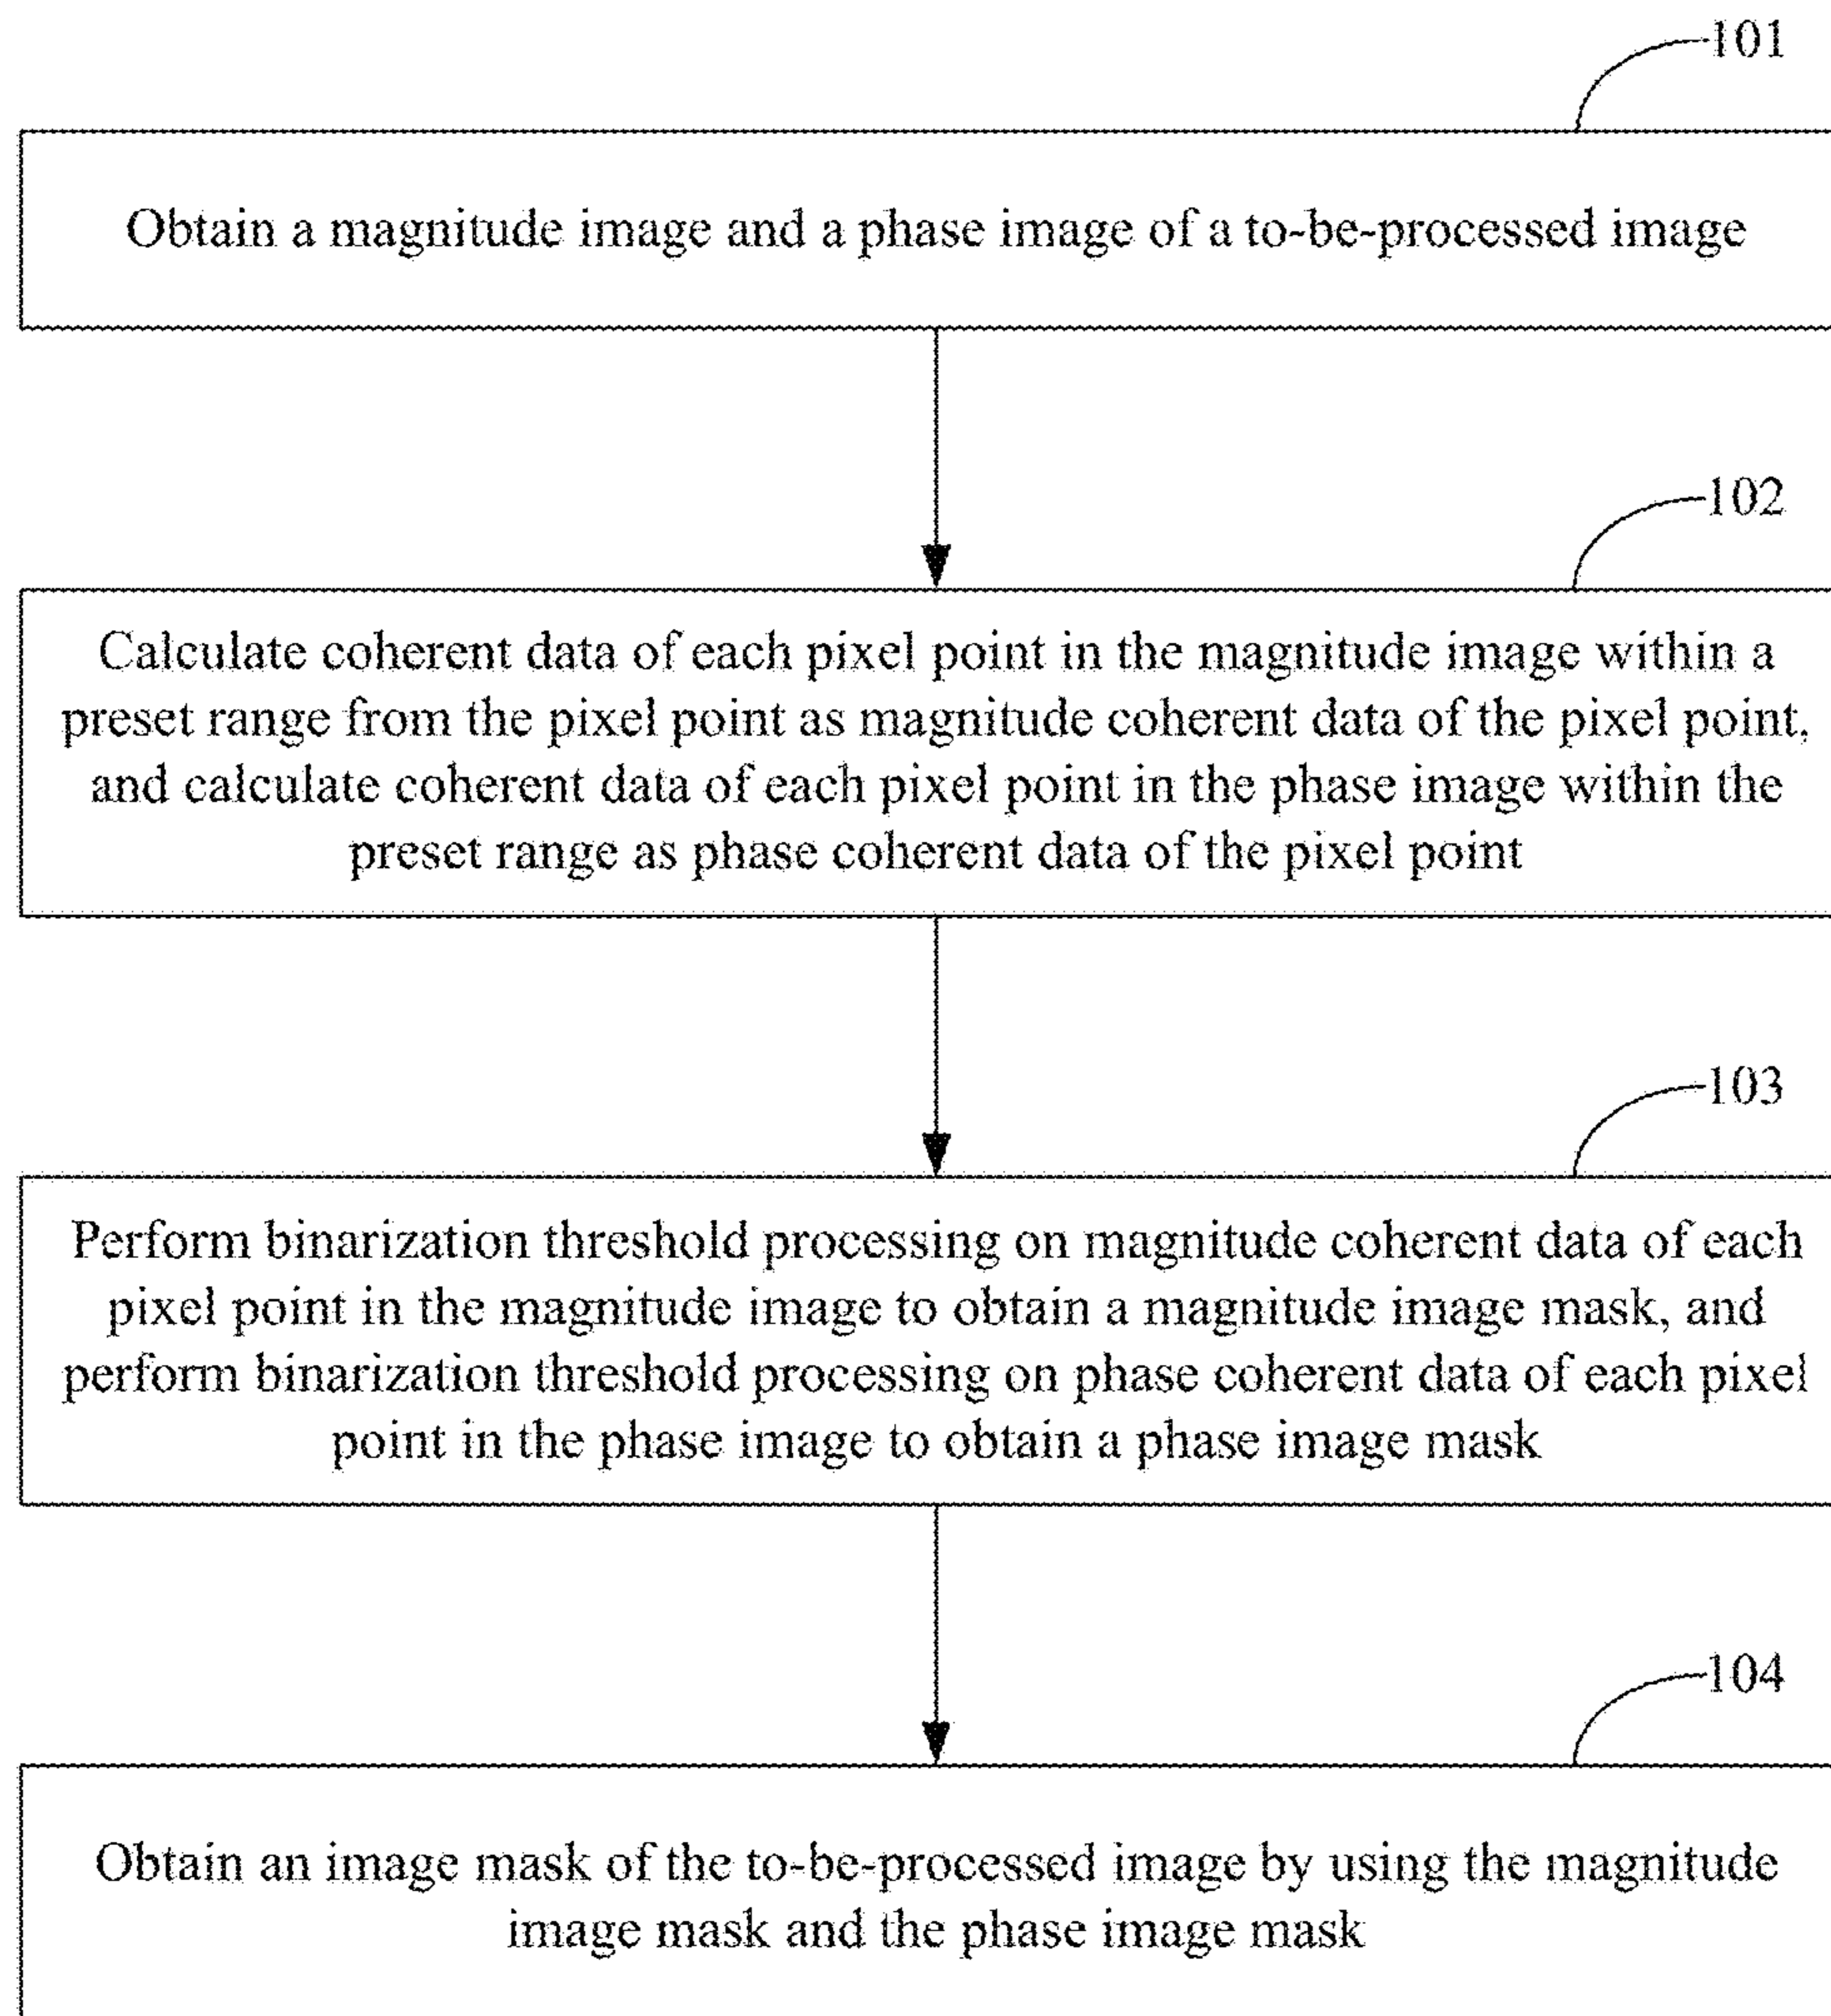 101
Obtain a magnitude image and a phase image of a to-be-processed image
102
Calculate coherent data of each pixel point in the magnitude image within a
preset range from the pixel point as magnitude coherent data of the pixel point,
and calculate coherent data of each pixel point in the phase image within the
preset range as phase coherent data of the pixel point
103
Perform binarization threshold processing on magnitude coherent data of each
pixel point in the magnitude image to obtain a magnitude image mask, and
perform binarization threshold processing on phase coherent data of each pixel
point in the phase image to obtain a phase image mask
104
Obtain an image mask of the to-be-processed image by using the magnitude
image mask and the phase image mask